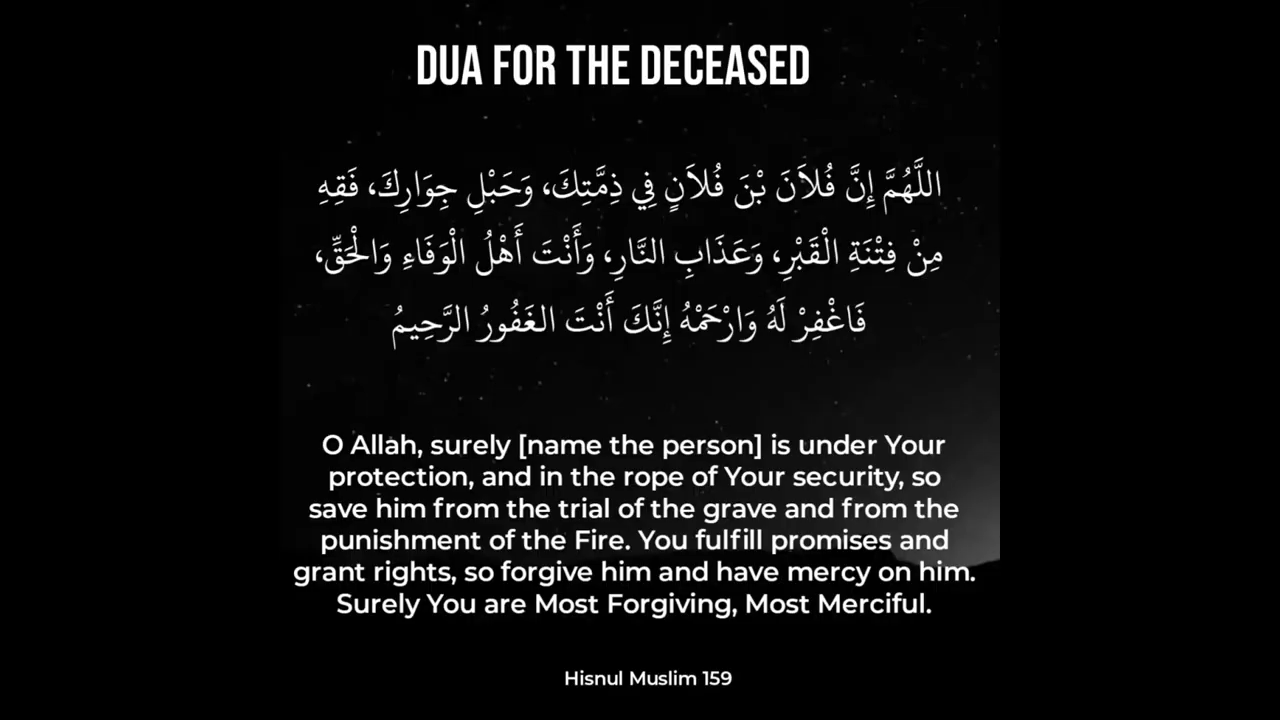 DUA FOR THE DECEASED
اللَّهُمَّ إِنَّ فُلاَنَ بْنَ فُلاَنٍ فِي ذِمَّتِكَ، وَحَبْلِ جِوَارِكَ، فَقِهِ
مِنْ فِتْنَةِ الْقَبْرِ، وَعَذَابِ النَّارِ، وَأَنْتَ أَهْلُ الْوَفَاءِ وَالْحَقِّ،
فَاغْفِرْ لَهُ وَارْحَمْهُ إِنَّكَ أَنْتَ الغَفُورُ الرَّحِيمُ
O Allah, surely [name the person] is under Your
protection, and in the rope of Your security, so
save him from the trial of the grave and from the
punishment of the Fire. You fulfill promises and
grant rights, so forgive him and have mercy on him.
Surely You are Most Forgiving, Most Merciful.
Hisnul Muslim 159